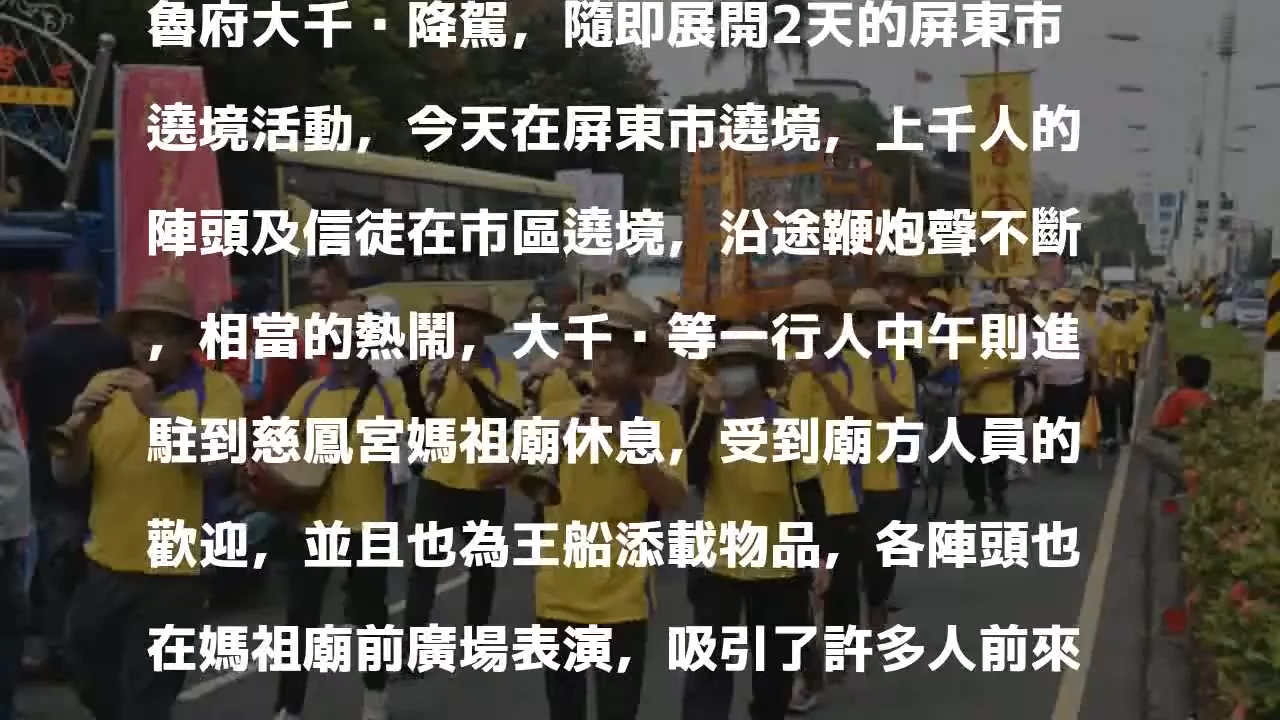 魯府大千·降駕，隨即展開2天的屏東市
遶境活動，今天在屏東市遶境，上千人的
陣頭及信徒在市區遶境，沿途鞭炮聲不斷
，相當的熱鬧，大千·等一行人中午則進
駐到慈鳳宮媽祖廟休息，受到廟方人員的
歡迎，並且也為王船添載物品，各陣頭也
在媽祖廟前廣場表演，吸引了許多人前來